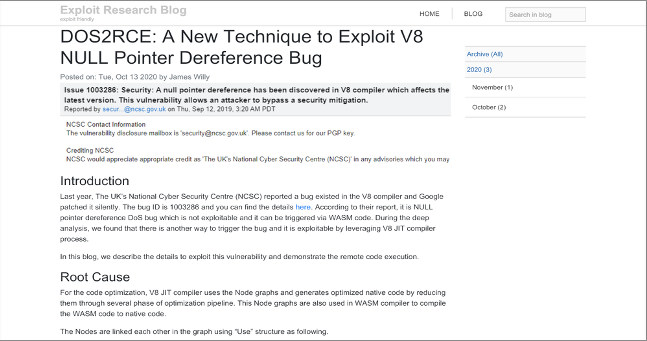 Exploit Research Blog
exploit friendly
HOME
BLOG
Search in blog
DOS2RCE: A New Technique to Exploit V8
NULL Pointer Dereference Bug
Posted on: Tue, Oct 13 2020 by James Willy
Issue 1003286: Security: A null pointer dereference has been discovered in V8 compiler which affects the
latest version. This vulnerability allows an attacker to bypass a security mitigation.
Reported by secur...@ncsc.gov.uk on Thu, Sep 12, 2019, 3:20 AM PDT
NCSC Contact Information
The vulnerability disclosure mailbox is 'security@ncsc.gov.uk'. Please contact us for our PGP key.
Crediting NCSC
NCSC would appreciate appropriate credit as 'The UK's National Cyber Security Centre (NCSC)' in any advisories which you may
Introduction
Last year, The UK's National Cyber Security Centre (NCSC) reported a bug existed in the V8 compiler and Google
patched it silently. The bug ID is 1003286 and you can find the details here. According to their report, it is NULL
pointer dereference DoS bug which is not exploitable and it can be triggered via WASM code. During the deep
analysis, we found that there is another way to trigger the bug and it is exploitable by leveraging V8 JIT compiler
process.
In this blog, we describe the details to exploit this vulnerability and demonstrate the remote code execution.
Root Cause
For the code optimization, V8 JIT compiler uses the Node graphs and generates optimized native code by reducing
them through several phase of optimization pipeline. This Node graphs are also used in WASM compiler to compile
the WASM code to native code.
The Nodes are linked each other in the graph using "Use" structure as following.
Archive (All)
2020 (3)
November (1)
October (2)